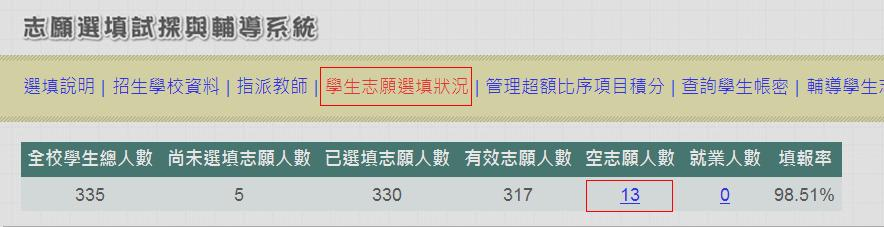 志願選填試探與輔導系統
選填說明 | 招生學校資料 | 指派教師 | 學生志願選填狀況 | 管理超額比序項目積分 | 查詢學生帳密 | 輔導學生志
全校學生總人數 尚未選填志願人數 已選填志願人數 有效志願人數 空志願人數 就業人數 填報率
335 5 330 317 13 0 98.51%